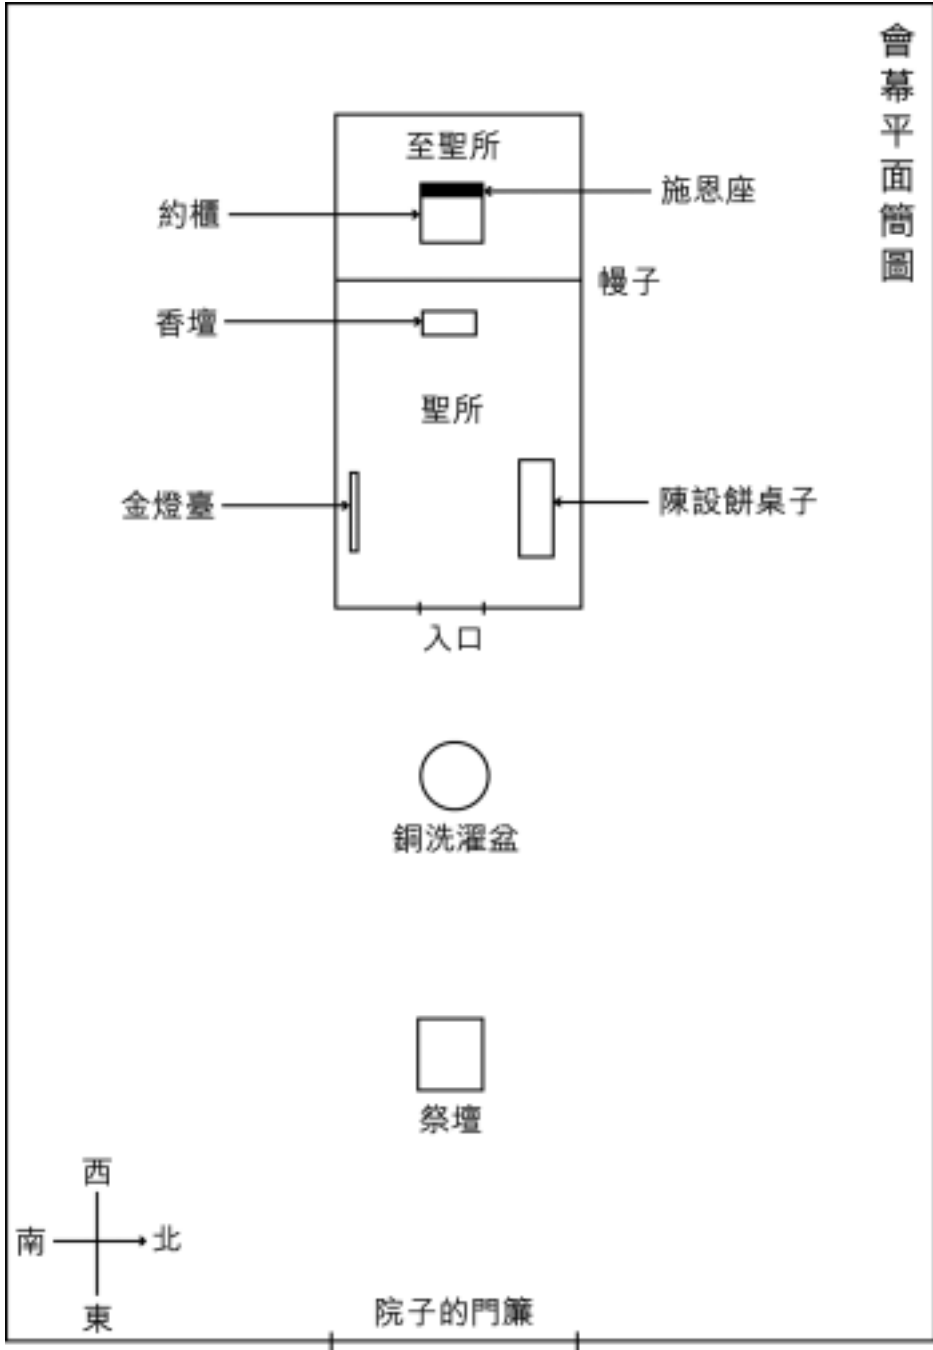 會幕平面簡圖
至聖所
施恩座
約櫃
幔子
香壇
聖所
金燈臺
陳設餅桌子
入口
銅洗濯盆
祭壇
西
南
北
東
院子的門簾